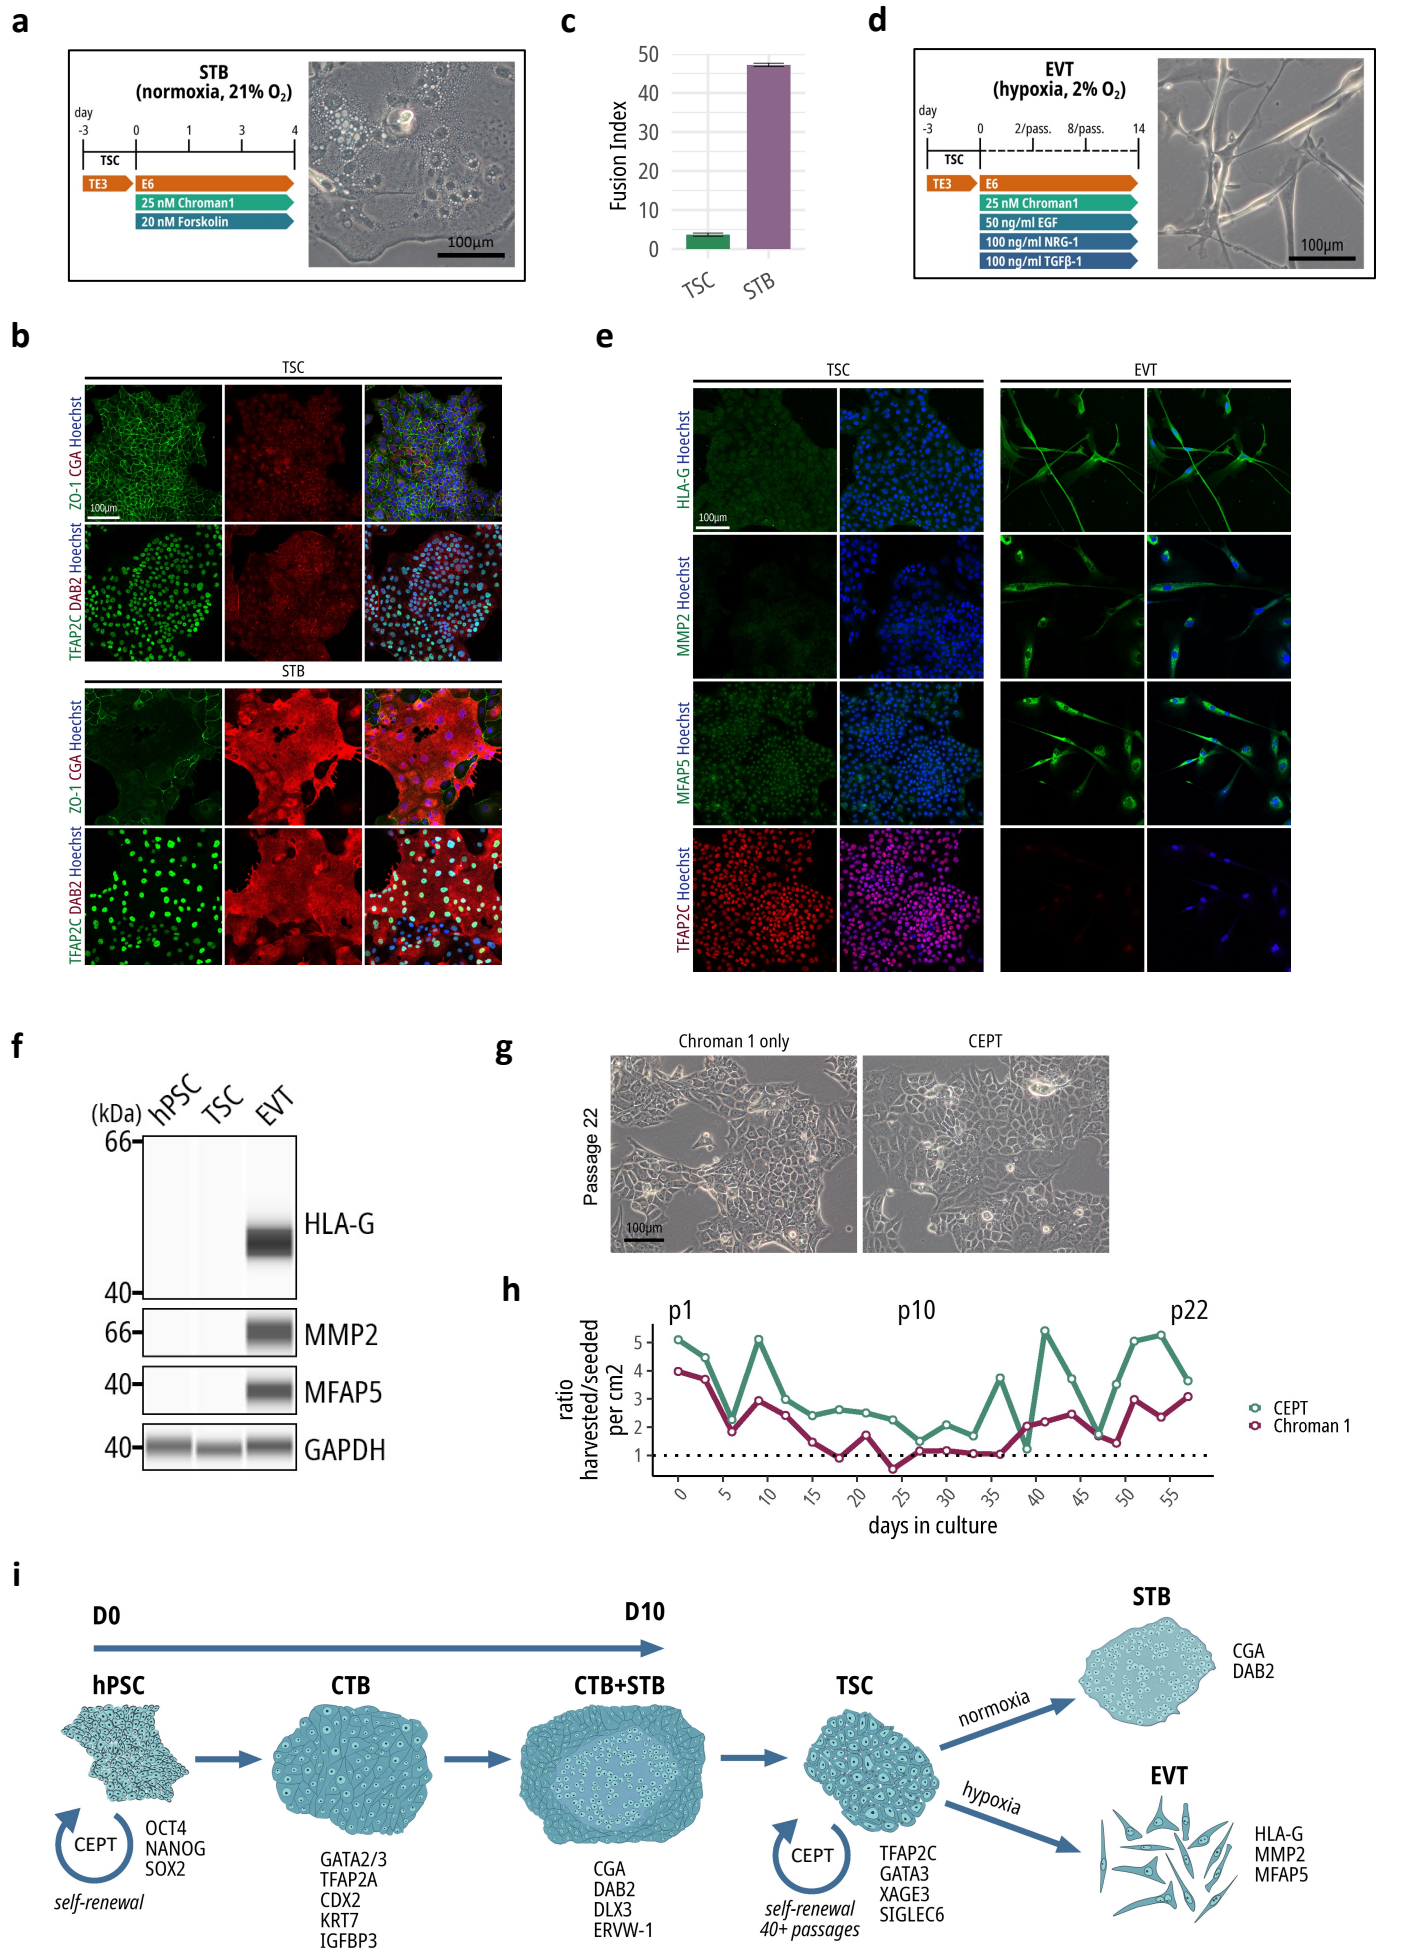 a
STB
(normoxia, 21% O2)
day
-3 0 1 3 4
TSC
TE3
E6
25 nM Chroman1
20 nM Forskolin
100µm
c
Fusion Index
50
40
30
20
10
0
TSC
STB
d
EVT
(hypoxia, 2% O2)
day
-3 0 2/pass. 8/pass. 14
TSC
TE3
E6
25 nM Chroman1
50 ng/ml EGF
100 ng/ml NRG-1
100 ng/ml TGFβ-1
100µm
b
TSC
ZO-1 CGA Hoechst
100µm
TFAP2C DAB2 Hoechst
STB
ZO-1 CGA Hoechst
TFAP2C DAB2 Hoechst
e
TSC
EVT
HLA-G Hoechst
100µm
MMP2 Hoechst
MFAP5 Hoechst
TFAP2C Hoechst
f
(kDa)
hPSC
TSC
EVT
66
HLA-G
40
66
MMP2
40
MFAP5
40
GAPDH
g
Chroman 1 only
CEPT
Passage 22
100µm
h
p1
p10
p22
ratio
harvested/seeded
per cm2
5
4
3
2
1
0 5 10 15 20 25 30 35 40 45 50 55
days in culture
CEPT
Chroman 1
i
D0
D10
hPSC
CEPT
self-renewal
OCT4
NANOG
SOX2
CTB
GATA2/3
TFAP2A
CDX2
KRT7
IGFBP3
CTB+STB
CGA
DAB2
DLX3
ERVW-1
TSC
CEPT
self-renewal
40+ passages
TFAP2C
GATA3
XAGE3
SIGLEC6
normoxia
STB
CGA
DAB2
hypoxia
EVT
HLA-G
MMP2
MFAP5